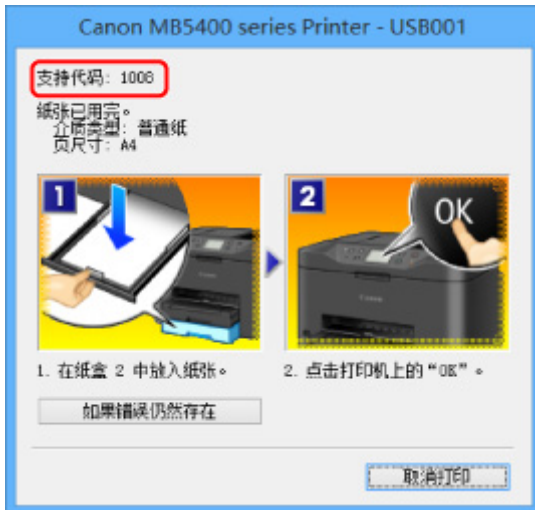 Canon MB5400 series Printer - USB001
支持代码: 1008
纸张已用完。
介质类型: 普通纸
页尺寸: A4
1
2
OK
Canon
1. 在纸盒 2 中放入纸张。
2. 点击打印机上的“OK”。
如果错误仍然存在
取消打印